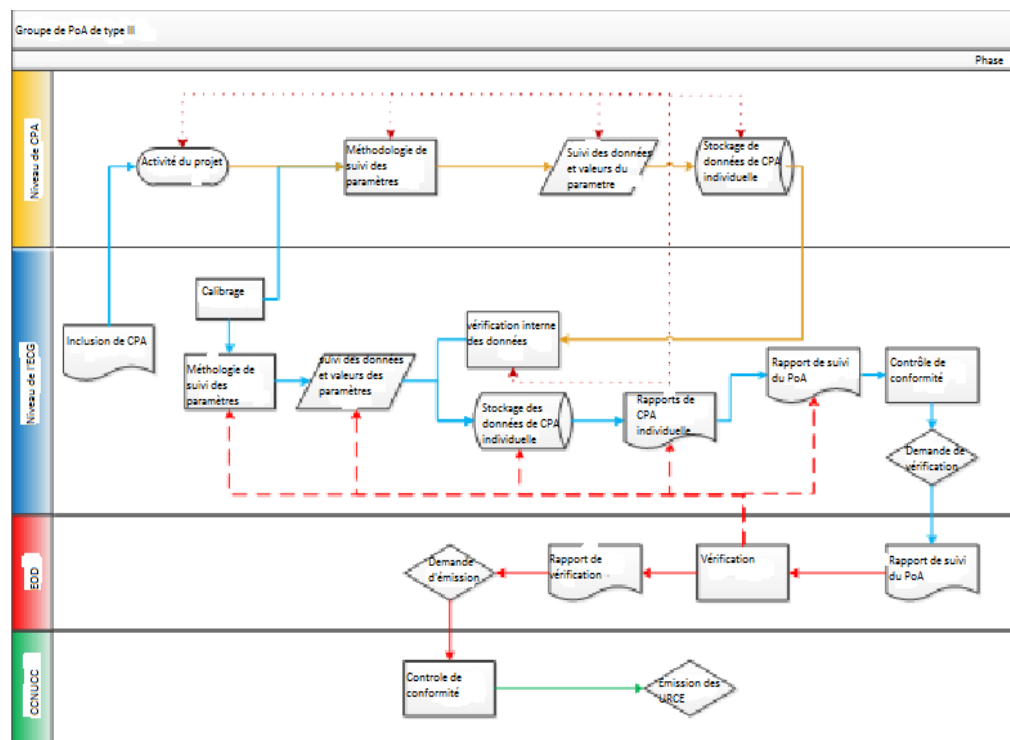 Groupe de PoA de type III
Phase
Niveau de CPA
Activité du projet
Méthodologie de
suivi des
paramètres
Suivi des données
et valeurs du
parametre
Stockage de
données de CPA
individuelle
Niveau de l'ECG
Inclusion de CPA
Calibrage
Méthologie de
suivi des
paramètres
suivi des données
et valeurs des
paramètres
vérification interne
des données
Stockage des
données de CPA
individuelle
Rapports de
CPA
individuelle
Rapport de suivi
du PoA
Contrôle de
conformité
Demande de
vérification
EOD
Demande
d'émission
Rapport de
vérification
Vérification
Rapport de suivi
du PoA
CCNUCC
Controle de
conformité
Emission des
URCE